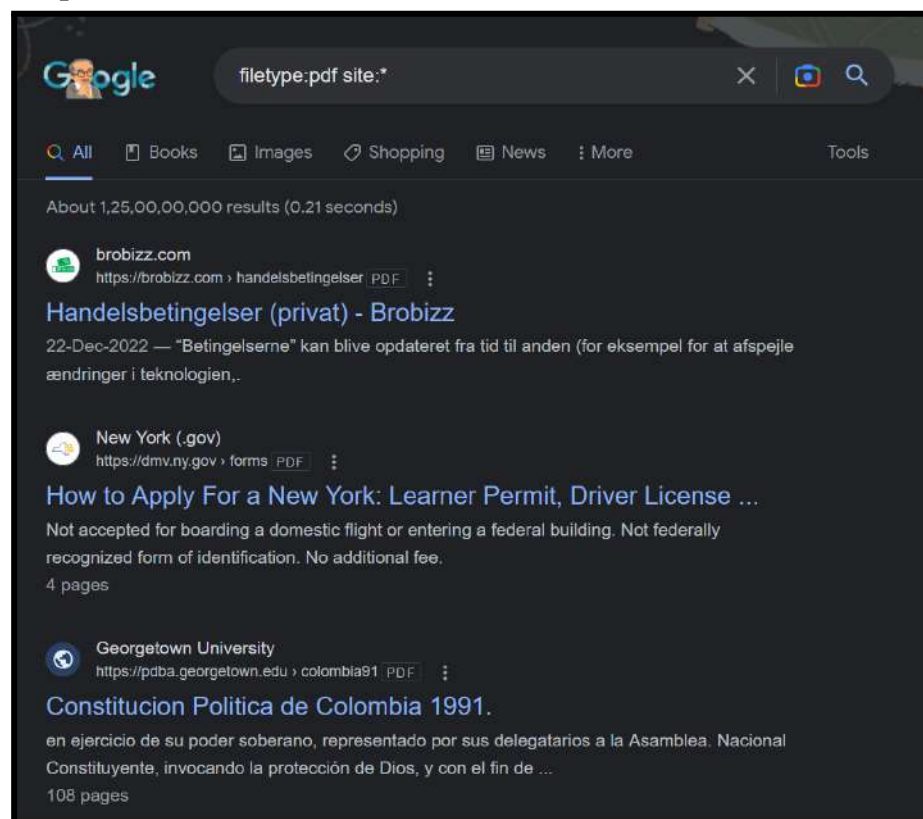 Google
filetype:pdf site:*
All Books Images Shopping News More Tools
About 1,25,00,00,000 results (0.21 seconds)
brobizz.com
https://brobizz.com › handelsbetingelser PDF
Handelsbetingelser (privat) - Brobizz
22-Dec-2022 — “Betingelserne” kan blive opdateret fra tid til anden (for eksempel for at afspejle
ændringer i teknologien,.
New York (.gov)
https://dmv.ny.gov › forms PDF
How to Apply For a New York: Learner Permit, Driver License ...
Not accepted for boarding a domestic flight or entering a federal building. Not federally
recognized form of identification. No additional fee.
4 pages
Georgetown University
https://pdba.georgetown.edu › colombia91 PDF
Constitucion Politica de Colombia 1991.
en ejercicio de su poder soberano, representado por sus delegatarios a la Asamblea. Nacional
Constituyente, invocando la protección de Dios, y con el fin de ...
108 pages